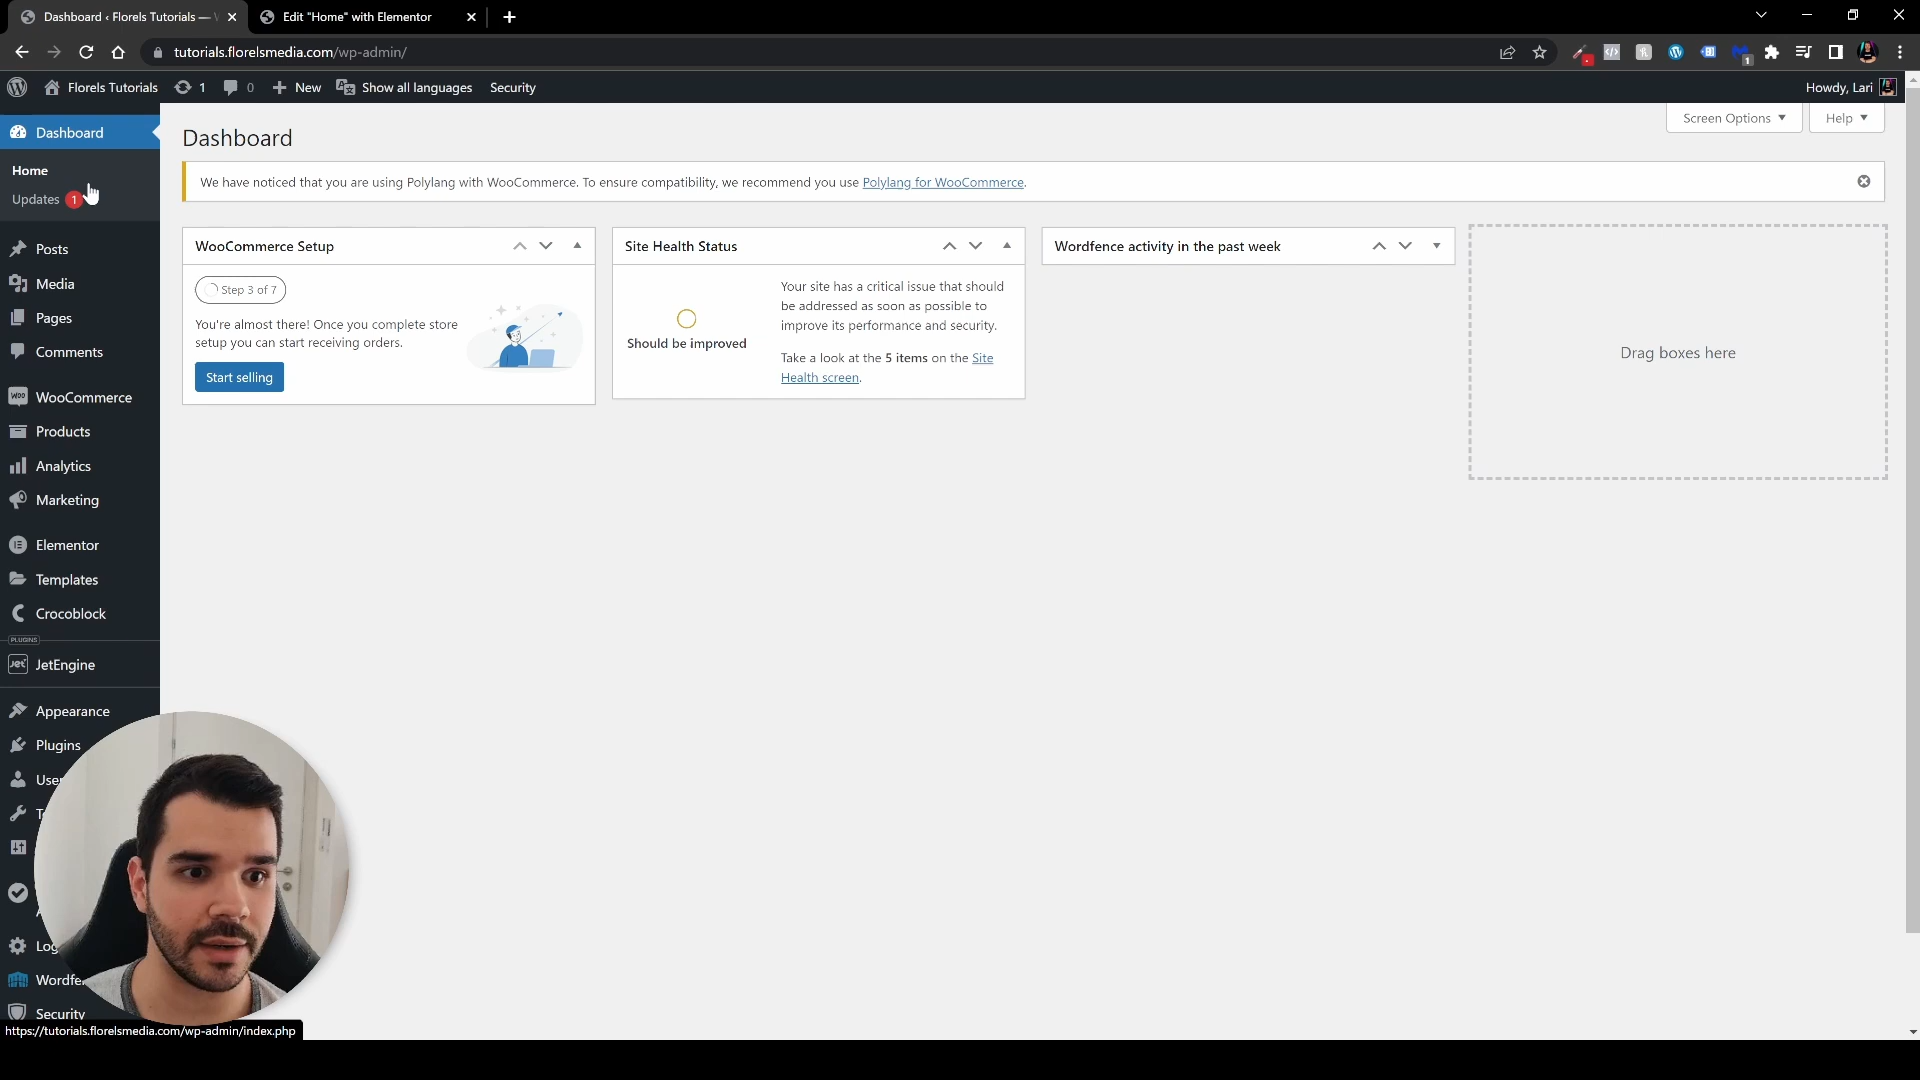 Dashboard ‹ Florels Tutorials —
Edit "Home" with Elementor
tutorials.florelsmedia.com/wp-admin/
1
Florels Tutorials
1
0
New
Show all languages
Security
Howdy, Lari
Dashboard
Screen Options
Help
Dashboard
Home
Updates 1
We have noticed that you are using Polylang with WooCommerce. To ensure compatibility, we recommend you use Polylang for WooCommerce.
Posts
Media
Pages
Comments
Woo
WooCommerce
Products
Analytics
Marketing
Elementor
Templates
Crocoblock
PLUGINS
Jet
JetEngine
Appearance
Plugins
Wordfe
Security
WooCommerce Setup
Step 3 of 7
You're almost there! Once you complete store
setup you can start receiving orders.
Start selling
Site Health Status
Should be improved
Your site has a critical issue that should
be addressed as soon as possible to
improve its performance and security.
Take a look at the 5 items on the Site
Health screen.
Wordfence activity in the past week
Drag boxes here
https://tutorials.florelsmedia.com/wp-admin/index.php